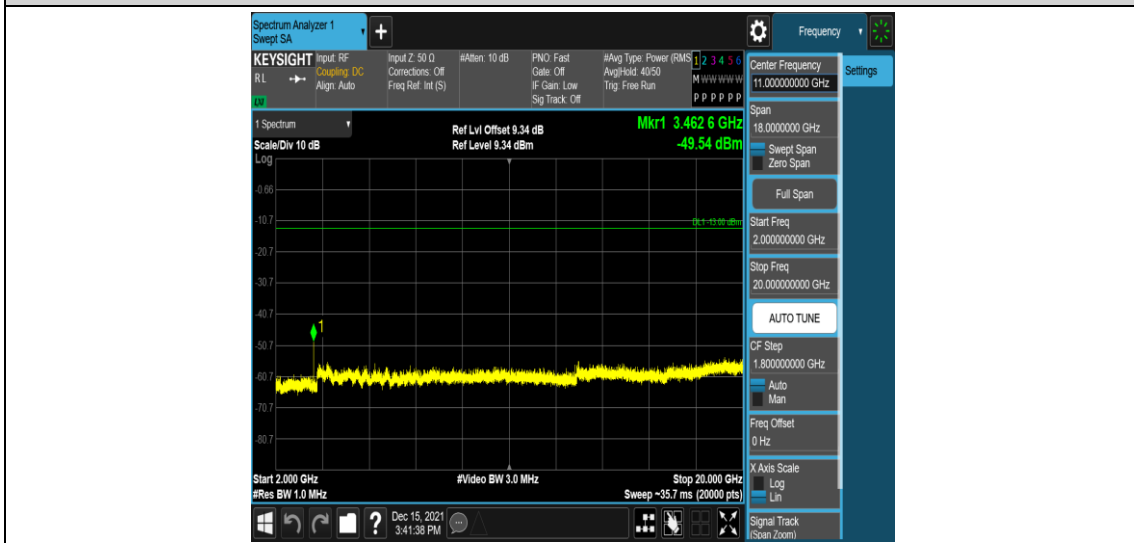 Spectrum Analyzer 1
Swept SA
+
Frequency
KEYSIGHT
RL
LXI
Input: RF
Coupling: DC
Align: Auto
Input Z: 50 Ω
Corrections: Off
Freq Ref: Int (S)
#Atten: 10 dB
PNO: Fast
Gate: Off
IF Gain: Low
Sig Track: Off
#Avg Type: Power (RMS
Avg|Hold: 40/50
Trig: Free Run
1 2 3 4 5 6
M W W W W W
P P P P P P
Center Frequency
11.000000000 GHz
Settings
1 Spectrum
Scale/Div 10 dB
Log
Ref Lvl Offset 9.34 dB
Ref Level 9.34 dBm
Mkr1 3.462 6 GHz
-49.54 dBm
Span
18.0000000 GHz
Swept Span
Zero Span
Full Span
-0.66
-10.7
DL1 -13.00 dBm
-20.7
-30.7
-40.7
1
-50.7
-60.7
-70.7
-80.7
Start Freq
2.000000000 GHz
Stop Freq
20.000000000 GHz
AUTO TUNE
CF Step
1.800000000 GHz
Auto
Man
Freq Offset
0 Hz
X Axis Scale
Log
Lin
Signal Track
(Span Zoom)
Start 2.000 GHz
#Video BW 3.0 MHz
Stop 20.000 GHz
#Res BW 1.0 MHz
Sweep ~35.7 ms (20000 pts)
?
Dec 15, 2021
3:41:38 PM